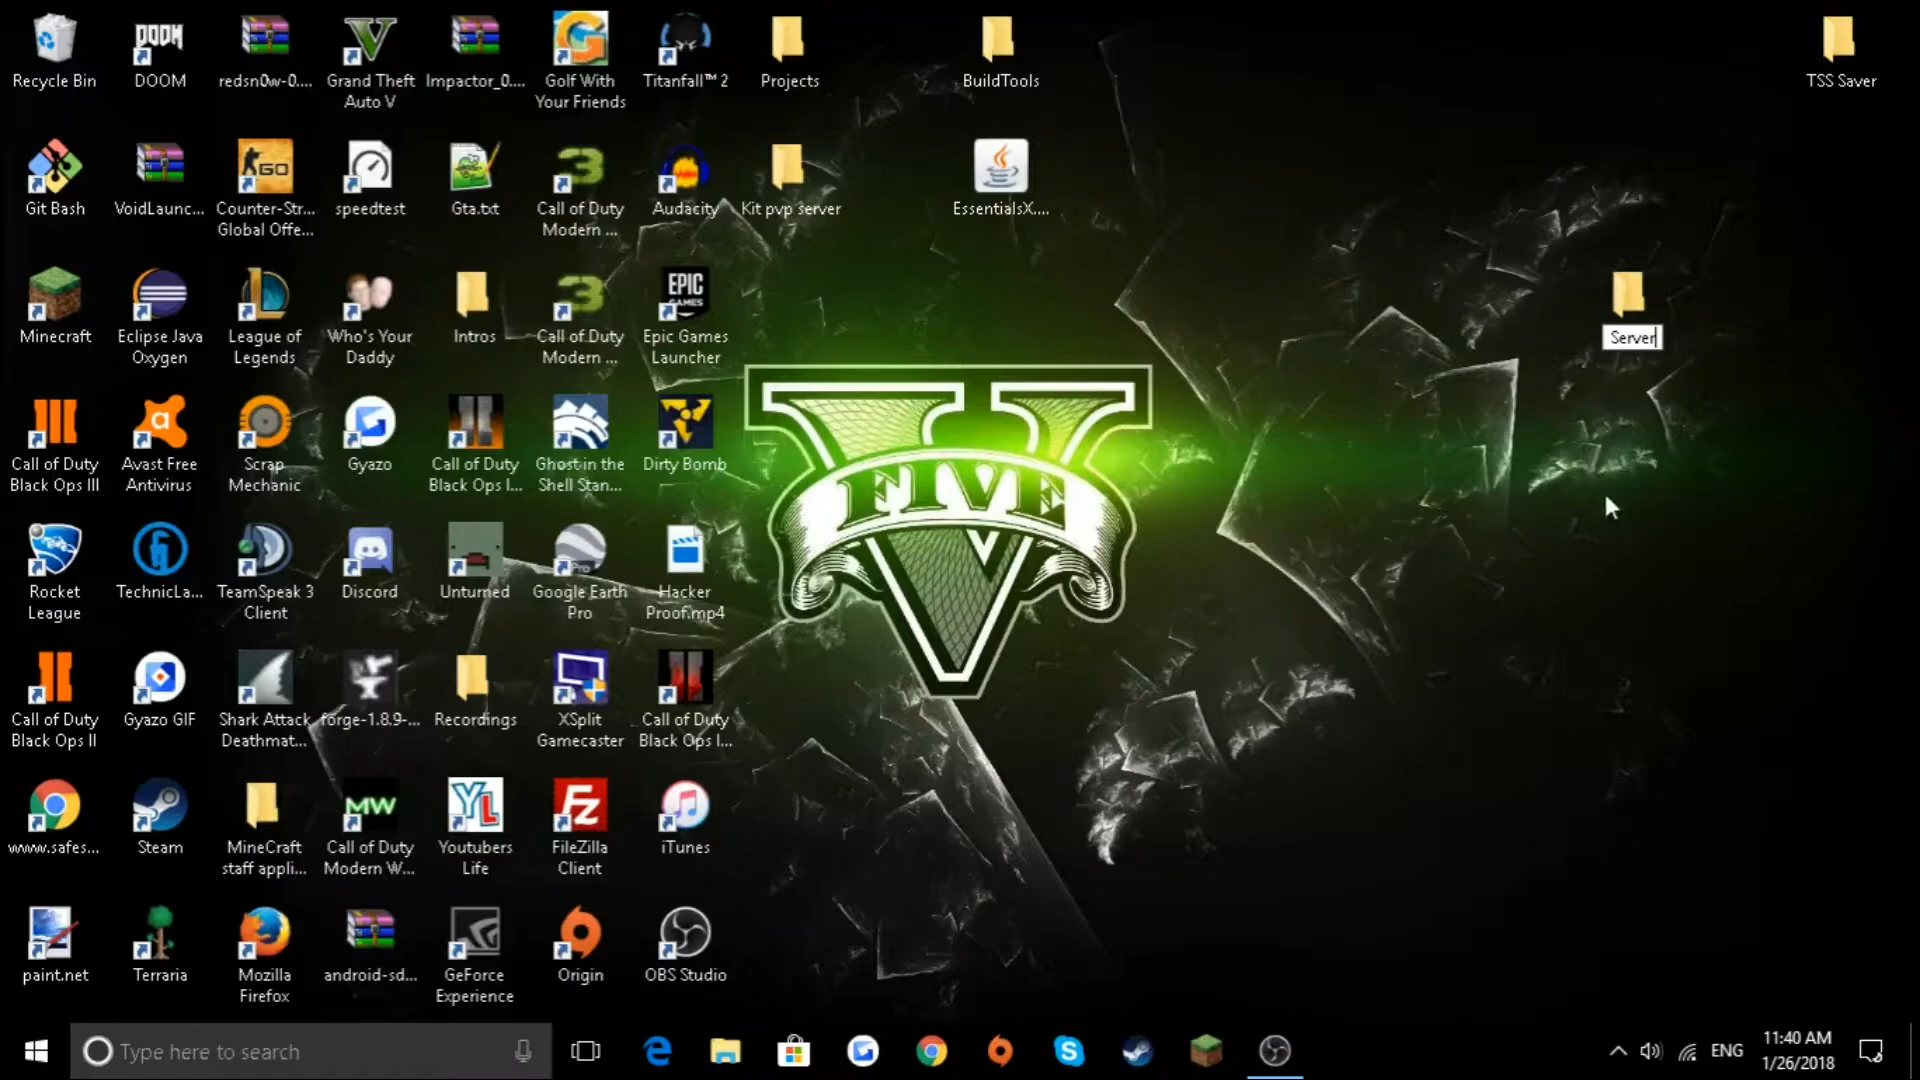 Recycle Bin
DOOM
redsn0w-0....
Grand Theft
Auto V
Impactor_0....
Golf With
Your Friends
Titanfall™ 2
Projects
BuildTools
TSS Saver
Git Bash
VoidLaunc...
Counter-Str...
Global Offe...
speedtest
Gta.txt
Call of Duty
Modern ...
Audacity
Kit pvp server
EssentialsX....
Minecraft
Eclipse Java
Oxygen
League of
Legends
Who's Your
Daddy
Intros
Call of Duty
Modern ...
EPIC
GAMES
Epic Games
Launcher
Server
Call of Duty
Black Ops III
Avast Free
Antivirus
Scrap
Mechanic
Gyazo
Call of Duty
Black Ops I...
Ghost in the
Shell Stan...
Dirty Bomb
FIVE
Rocket
League
TechnicLa...
TeamSpeak 3
Client
Discord
Unturned
Google Earth
Pro
Hacker
Proof.mp4
Call of Duty
Black Ops II
Gyazo GIF
Shark Attack
Deathmat...
forge-1.8.9-...
Recordings
XSplit
Gamecaster
Call of Duty
Black Ops I...
www.safes...
Steam
MineCraft
staff appli...
MW
Call of Duty
Modern W...
YL
Youtubers
Life
FZ
FileZilla
Client
iTunes
paint.net
Terraria
Mozilla
Firefox
android-sd...
GeForce
Experience
Origin
OBS Studio
Type here to search
ENG
11:40 AM
1/26/2018